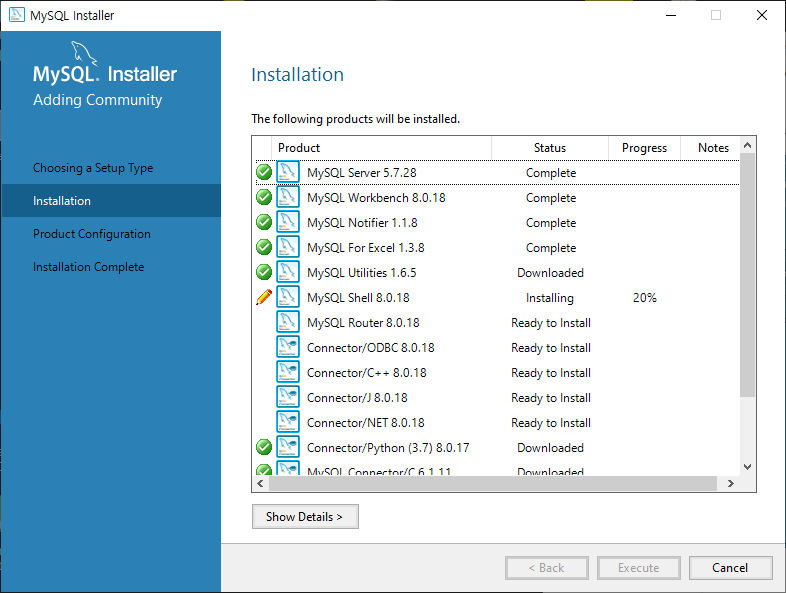 MySQL Installer
MySQL. Installer
Adding Community
Choosing a Setup Type
Installation
Product Configuration
Installation Complete
Installation
The following products will be installed.
Product Status Progress Notes
MySQL Server 5.7.28 Complete
MySQL Workbench 8.0.18 Complete
MySQL Notifier 1.1.8 Complete
MySQL For Excel 1.3.8 Complete
MySQL Utilities 1.6.5 Downloaded
MySQL Shell 8.0.18 Installing 20%
MySQL Router 8.0.18 Ready to Install
Connector/ODBC 8.0.18 Ready to Install
Connector/C++ 8.0.18 Ready to Install
Connector/J 8.0.18 Ready to Install
Connector/NET 8.0.18 Ready to Install
Connector/Python (3.7) 8.0.17 Downloaded
MySQL Connector/C 6.1.11 Downloaded
Show Details >
< Back Execute Cancel